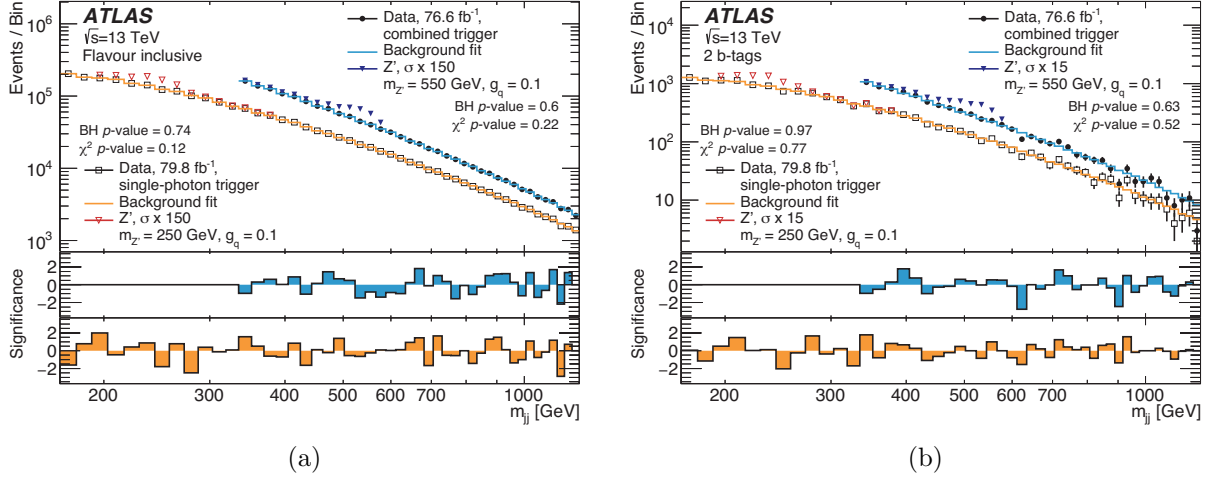 Events / Bin
10⁶
10⁵
10⁴
10³
ATLAS
√s=13 TeV
Flavour inclusive
Data, 76.6 fb⁻¹,
combined trigger
Background fit
Z', σ x 150
m_Z' = 550 GeV, g_q = 0.1
BH p-value = 0.6
χ² p-value = 0.22
BH p-value = 0.74
χ² p-value = 0.12
Data, 79.8 fb⁻¹,
single-photon trigger
Background fit
Z', σ x 150
m_Z' = 250 GeV, g_q = 0.1
Significance
2
0
−2
2
0
−2
200 300 400 500 600 700 1000
m_jj [GeV]
(a)
Events / Bin
10⁵
10⁴
10³
10²
10
ATLAS
√s=13 TeV
2 b-tags
Data, 76.6 fb⁻¹,
combined trigger
Background fit
Z', σ x 15
m_Z' = 550 GeV, g_q = 0.1
BH p-value = 0.63
χ² p-value = 0.52
BH p-value = 0.97
χ² p-value = 0.77
Data, 79.8 fb⁻¹,
single-photon trigger
Background fit
Z', σ x 15
m_Z' = 250 GeV, g_q = 0.1
Significance
2
0
−2
2
0
−2
200 300 400 500 600 700 1000
m_jj [GeV]
(b)